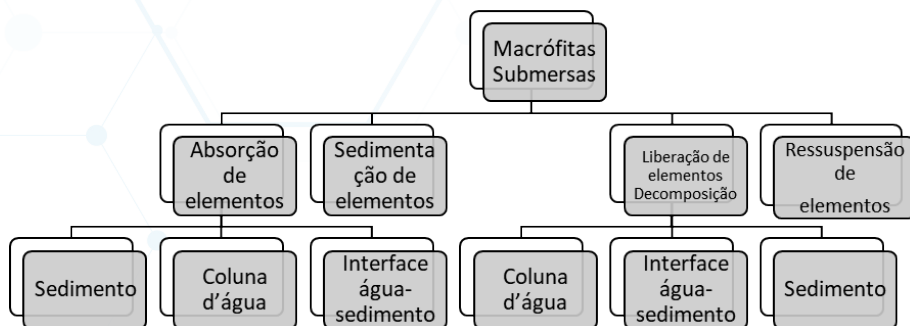 Macrófitas
Submersas
Absorção
de
elementos
Sedimenta
ção de
elementos
Liberação de
elementos
Decomposição
Ressuspensão
de
elementos
Sedimento
Coluna
d’água
Interface
água-
sedimento
Coluna
d’água
Interface
água-
sedimento
Sedimento